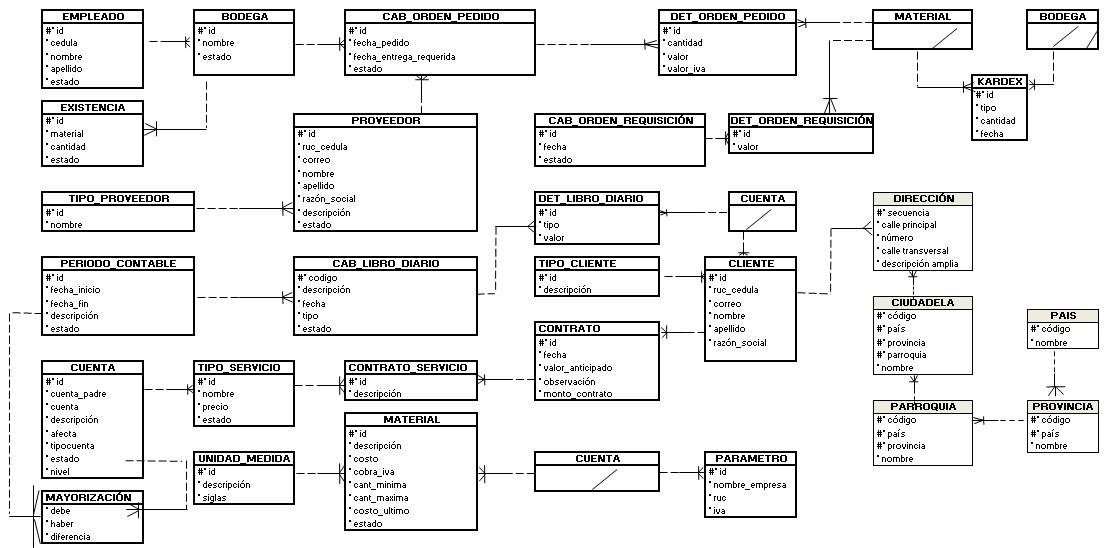 EMPLEADO
#* id
* cedula
* nombre
* apellido
* estado
BODEGA
#* id
* nombre
* estado
CAB_ORDEN_PEDIDO
#* id
* fecha_pedido
* fecha_entrega_requerida
* estado
DET_ORDEN_PEDIDO
#* id
* cantidad
* valor
* valor_iva
MATERIAL
BODEGA
KARDEX
#* id
* tipo
* cantidad
* fecha
EXISTENCIA
#* id
* material
* cantidad
* estado
PROVEEDOR
#* id
* ruc_cedula
* correo
* nombre
* apellido
* razón_social
* descripción
* estado
CAB_ORDEN_REQUISICIÓN
#* id
* fecha
* estado
DET_ORDEN_REQUISICIÓN
#* id
* valor
TIPO_PROVEEDOR
#* id
* nombre
DET_LIBRO_DIARIO
#* id
* tipo
* valor
CUENTA
DIRECCIÓN
#* secuencia
* calle principal
* número
* calle transversal
* descripción amplia
PERIODO_CONTABLE
#* id
* fecha_inicio
* fecha_fin
* descripción
* estado
CAB_LIBRO_DIARIO
#* codigo
* descripción
* fecha
* tipo
* estado
TIPO_CLIENTE
#* id
* descripción
CLIENTE
#* id
* ruc_cedula
* correo
* nombre
* apellido
* razón_social
CIUDADELA
#* código
#* país
#* provincia
#* parroquia
* nombre
PAIS
#* código
* nombre
CONTRATO
#* id
* fecha
* valor_anticipado
* observación
* monto_contrato
CUENTA
#* id
* cuenta_padre
* cuenta
* descripción
* afecta
* tipocuenta
* estado
* nivel
TIPO_SERVICIO
#* id
* nombre
* precio
* estado
CONTRATO_SERVICIO
#* id
* descripción
PARROQUIA
#* código
#* país
#* provincia
* nombre
PROVINCIA
#* código
#* país
* nombre
MATERIAL
#* id
* descripción
* costo
* cobra_iva
* cant_minima
* cant_maxima
* costo_ultimo
* estado
UNIDAD_MEDIDA
#* id
* descripción
* siglas
CUENTA
PARAMETRO
#* id
* nombre_empresa
* ruc
* iva
MAYORIZACIÓN
* debe
* haber
* diferencia